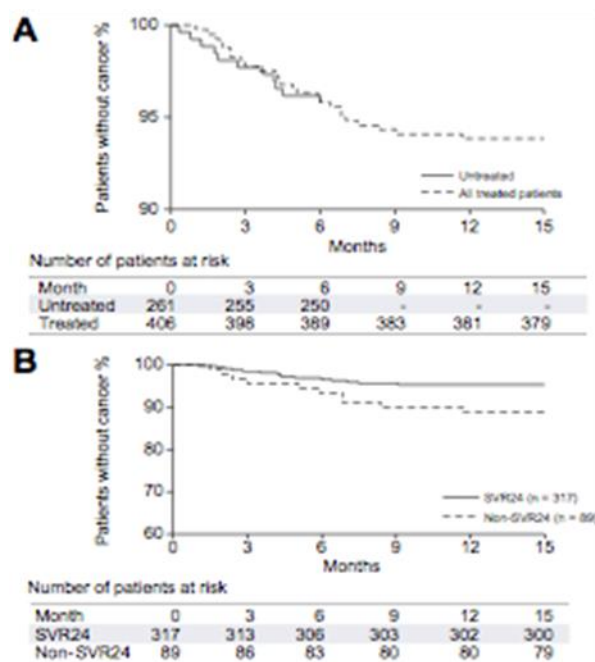 A
Patients without cancer %
100
95
90
0 3 6 9 12 15
Months
Untreated
All treated patients
Number of patients at risk
Month 0 3 6 9 12 15
Untreated 261 255 250 - - -
Treated 406 398 389 383 381 379
B
Patients without cancer %
100
90
80
70
60
0 3 6 9 12 15
Months
SVR24 (n = 317)
Non-SVR24 (n = 89)
Number of patients at risk
Month 0 3 6 9 12 15
SVR24 317 313 306 303 302 300
Non-SVR24 89 86 83 80 80 79